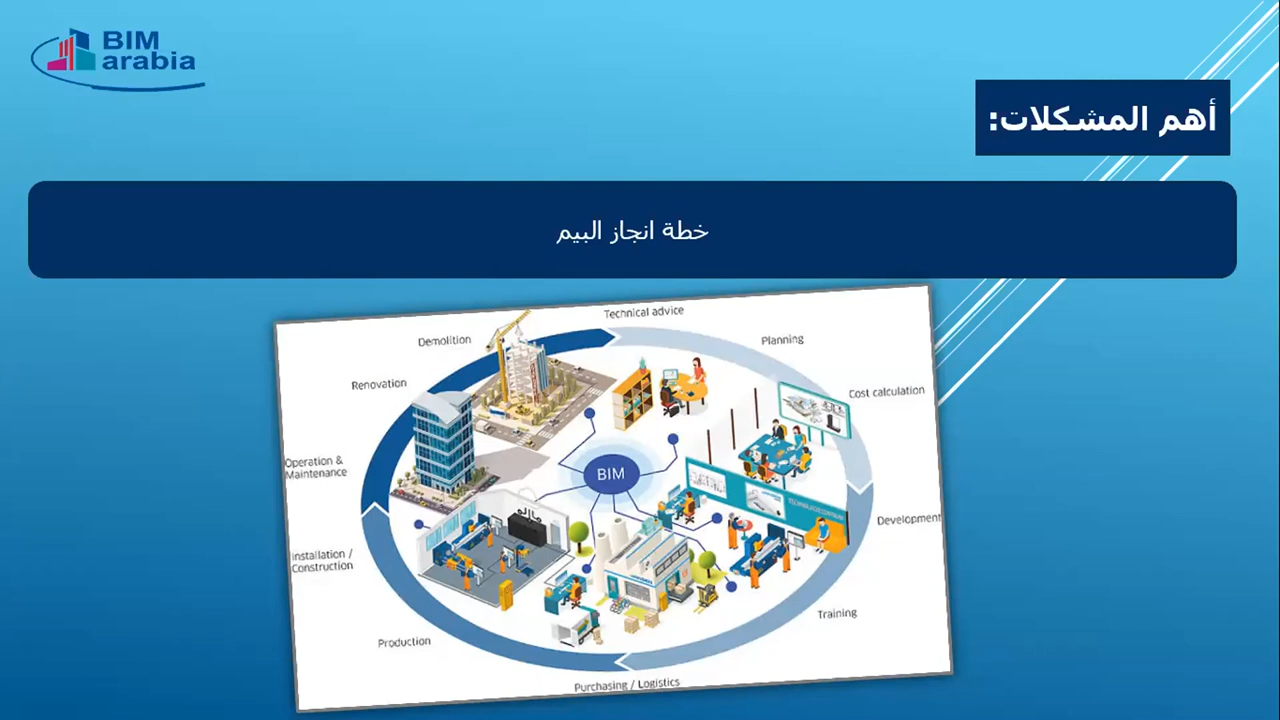 BIM
arabia
أهم المشكلات:
خطة انجاز البيم
Technical advice
Planning
Cost calculation
Development
Training
Purchasing / Logistics
Production
Installation /
Construction
Operation &
Maintenance
Renovation
Demolition
BIM